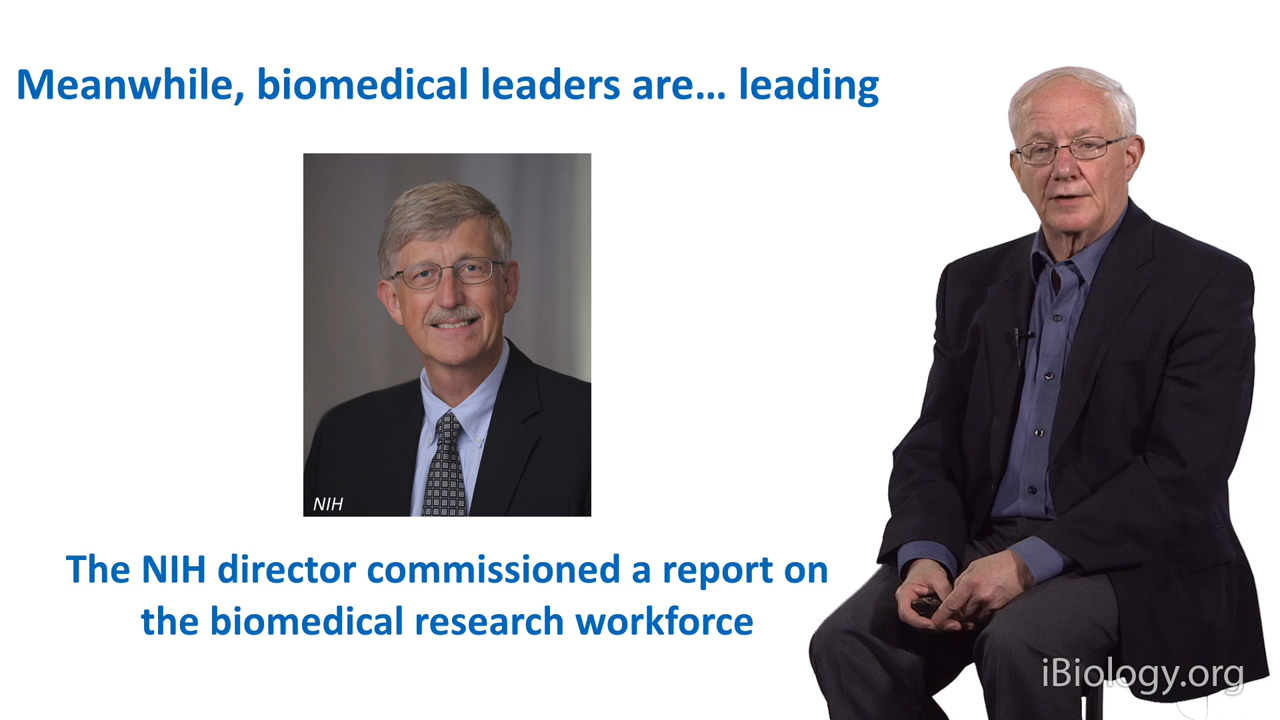 Meanwhile, biomedical leaders are… leading
NIH
The NIH director commissioned a report on
the biomedical research workforce
iBiology.org